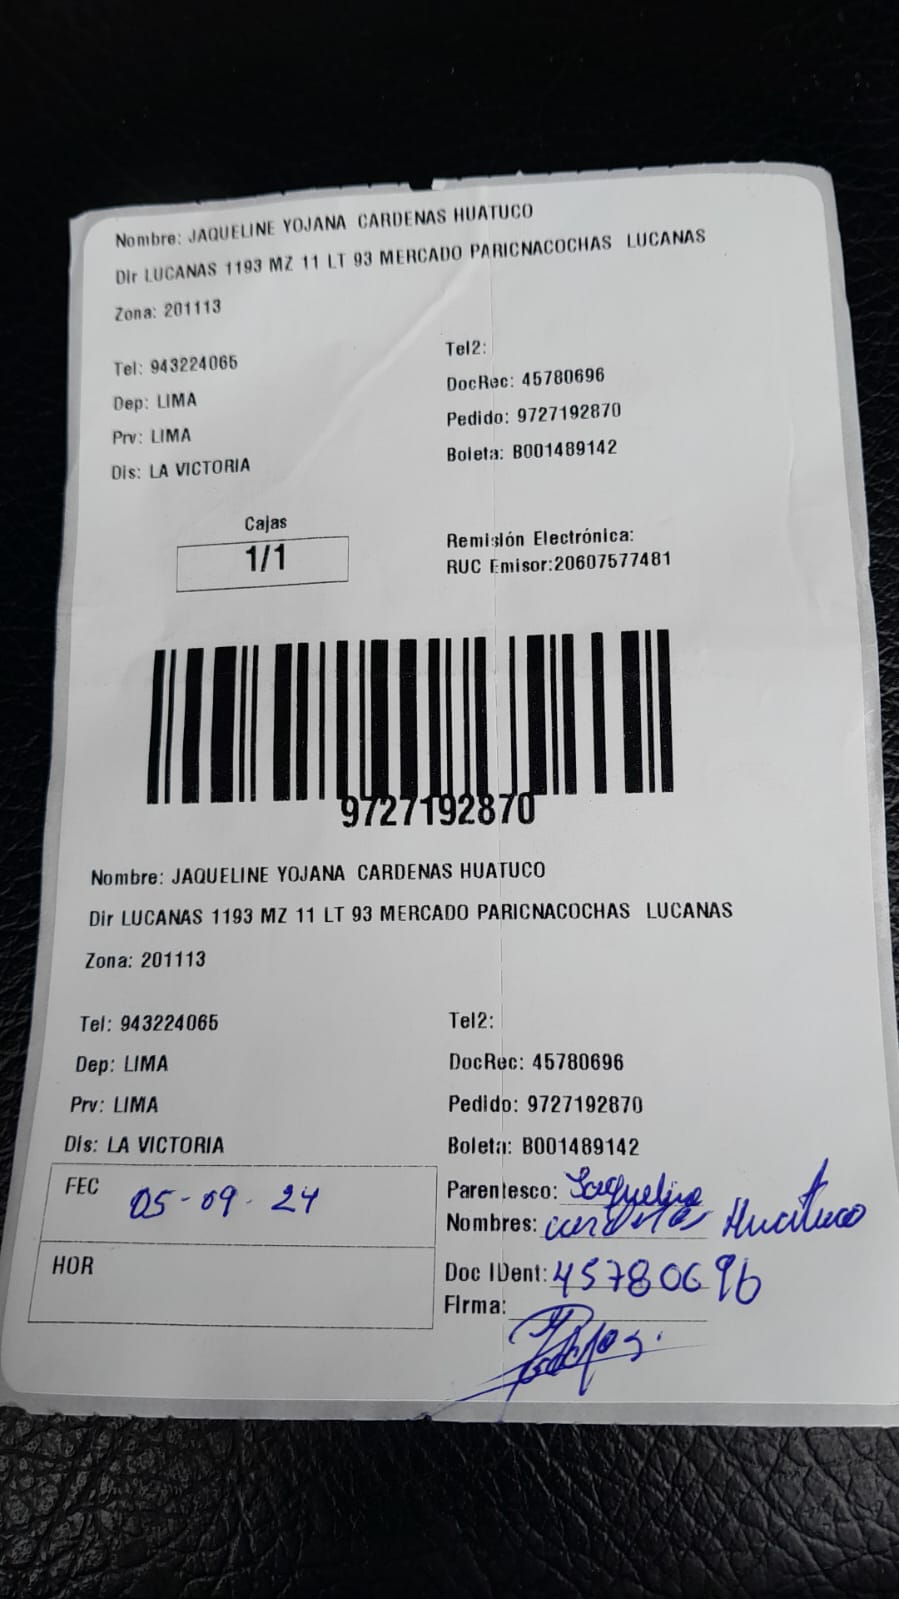 Nombre: JAQUELINE YOJANA CARDENAS HUATUCO
Dir LUCANAS 1193 MZ 11 LT 93 MERCADO PARICNACOCHAS LUCANAS
Zona: 201113
Tel: 943224065
Tel2:
Dep: LIMA
DocRec: 45780696
Prv: LIMA
Pedido: 9727192870
Dis: LA VICTORIA
Boleta: B001489142
Cajas
1/1
Remisión Electrónica:
RUC Emisor:20607577481
9727192870
Nombre: JAQUELINE YOJANA CARDENAS HUATUCO
Dir LUCANAS 1193 MZ 11 LT 93 MERCADO PARICNACOCHAS LUCANAS
Zona: 201113
Tel: 943224065
Tel2:
Dep: LIMA
DocRec: 45780696
Prv: LIMA
Pedido: 9727192870
Dis: LA VICTORIA
Boleta: B001489142
FEC 05-09-24
Parentesco: Jaqueline
Nombres: cardenas Huatuco
HOR
Doc IDent: 45780696
Firma: